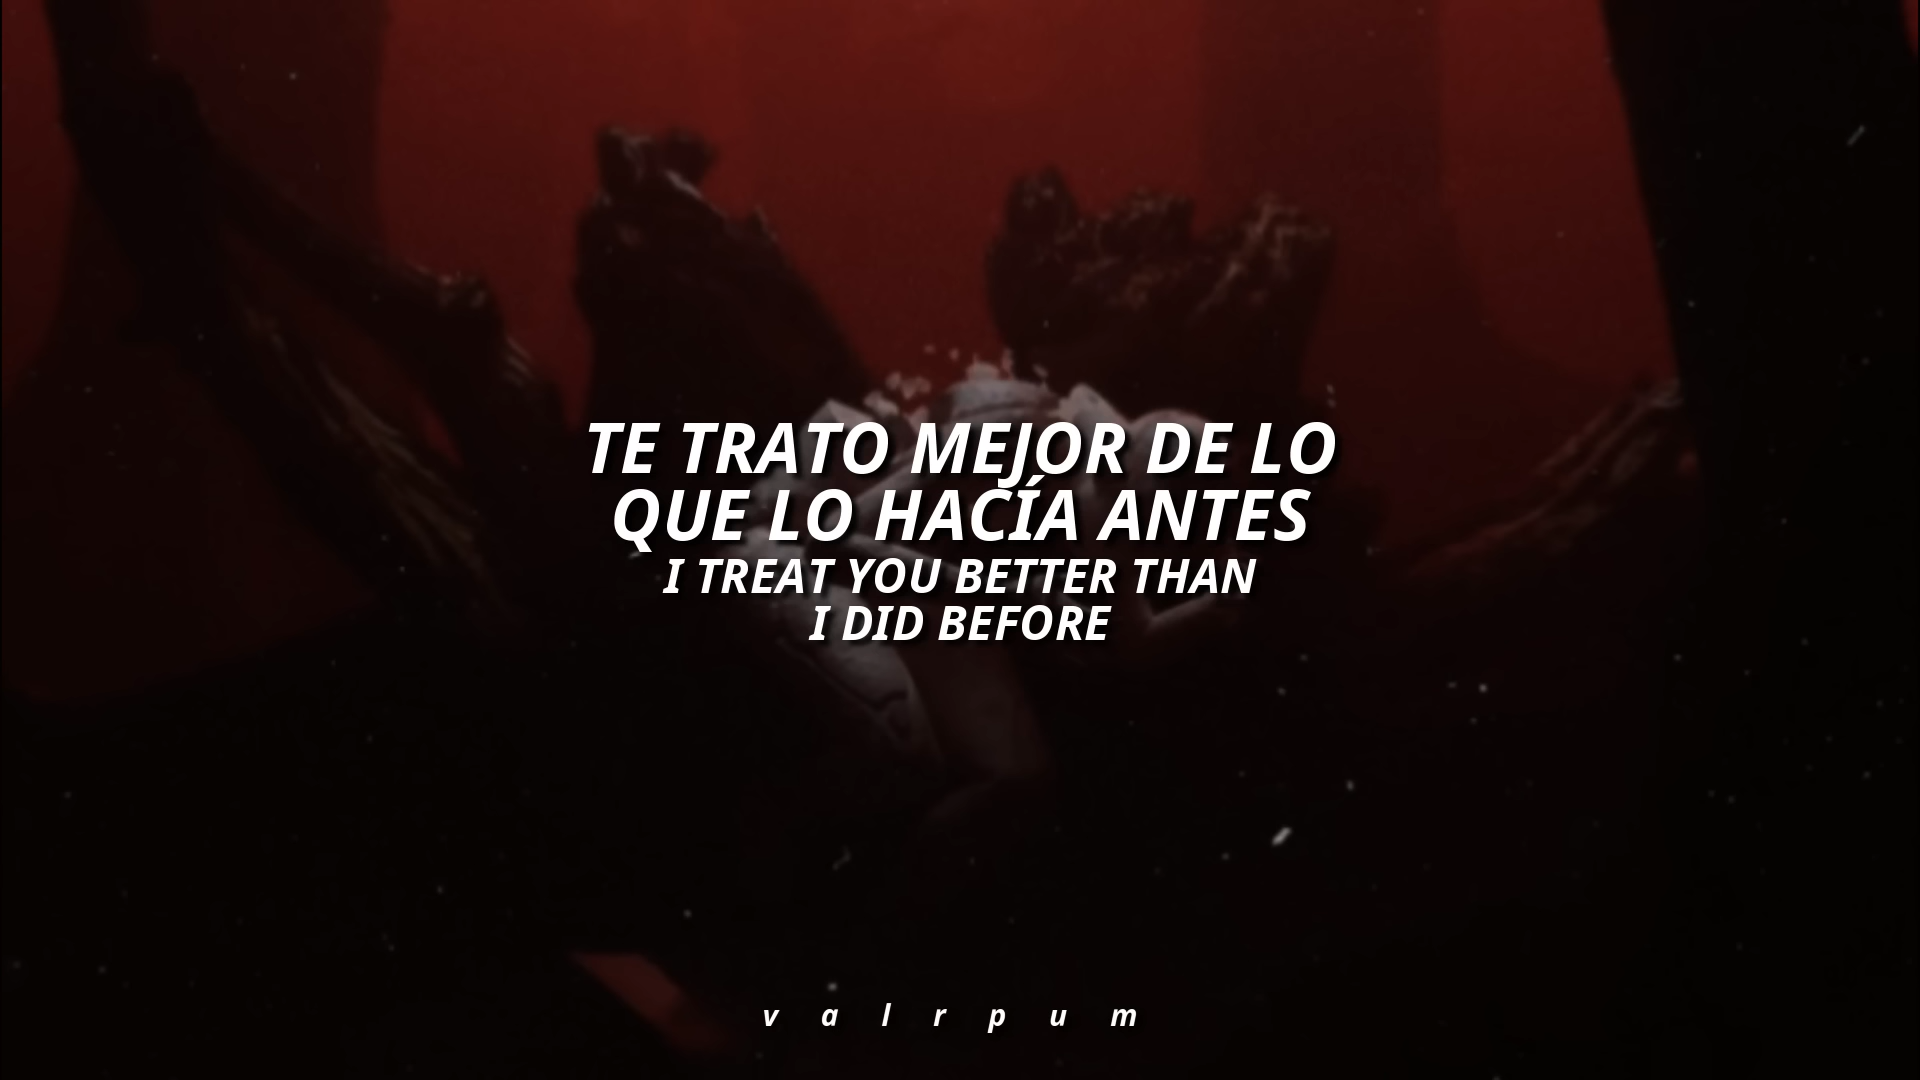 TE TRATO MEJOR DE LO
QUE LO HACÍA ANTES
I TREAT YOU BETTER THAN
I DID BEFORE
v a l r p u m